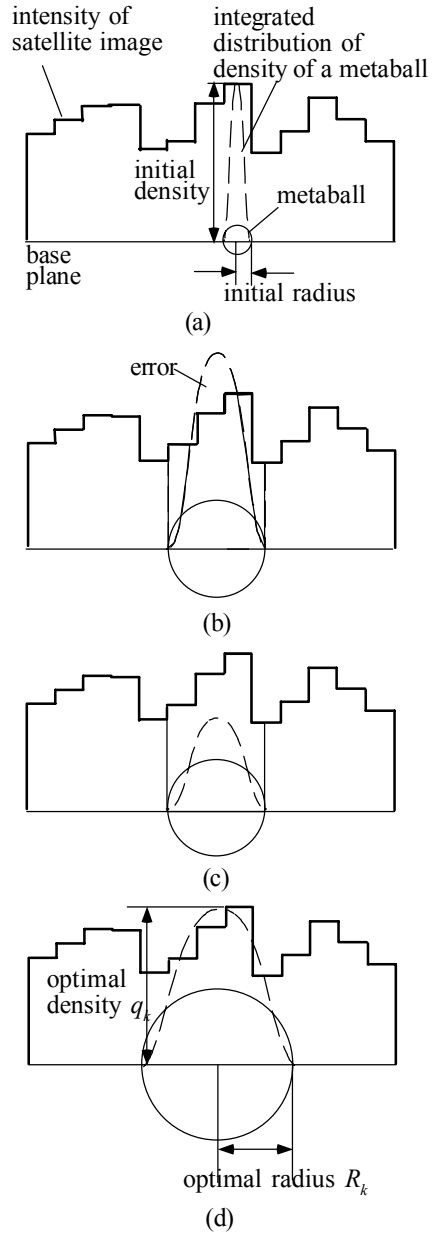 intensity of
satellite image
integrated
distribution of
density of a metaball
initial
density
metaball
base
plane
initial radius
(a)
error
(b)
(c)
optimal
density q_k
optimal radius R_k
(d)